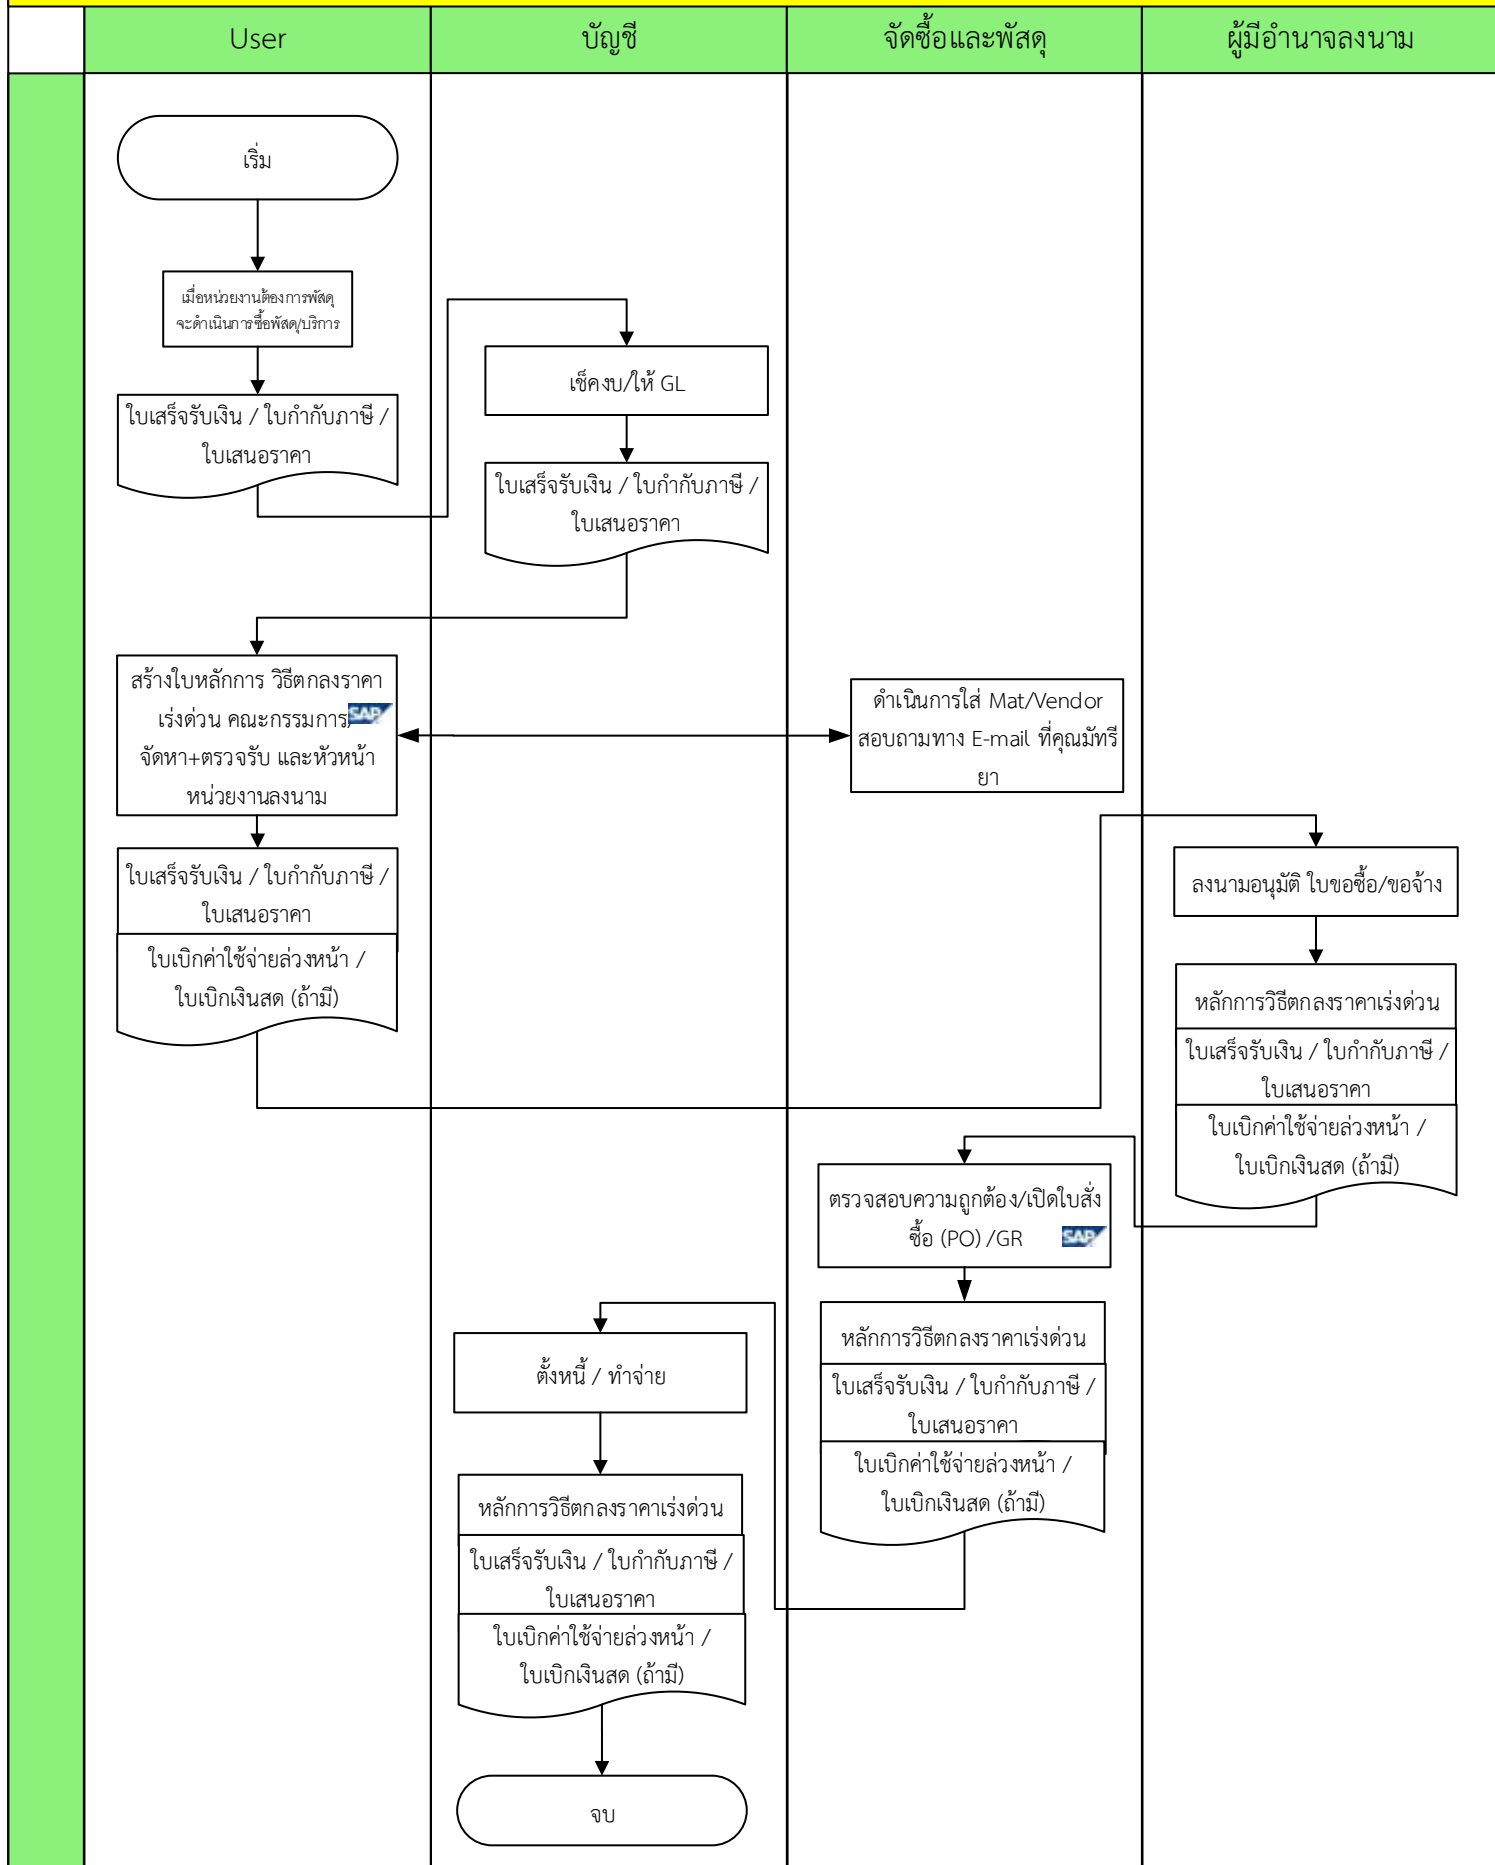 User
บัญชี
จัดซื้อและพัสดุ
ผู้มีอำนาจลงนาม
เริ่ม
เมื่อหน่วยงานต้องการพัสดุ
จะดำเนินการซื้อพัสดุ/บริการ
ใบเสร็จรับเงิน / ใบกำกับภาษี /
ใบเสนอราคา
เช็คงบ/ให้ GL
ใบเสร็จรับเงิน / ใบกำกับภาษี /
ใบเสนอราคา
สร้างใบหลักการ วิธีตกลงราคา
เร่งด่วน คณะกรรมการ
SAP
จัดหา+ตรวจรับ และหัวหน้า
หน่วยงานลงนาม
ดำเนินการใส่ Mat/Vendor
สอบถามทาง E-mail ที่คุณมัทรี
ยา
ใบเสร็จรับเงิน / ใบกำกับภาษี /
ใบเสนอราคา
ใบเบิกค่าใช้จ่ายล่วงหน้า /
ใบเบิกเงินสด (ถ้ามี)
ลงนามอนุมัติ ใบขอซื้อ/ขอจ้าง
หลักการวิธีตกลงราคาเร่งด่วน
ใบเสร็จรับเงิน / ใบกำกับภาษี /
ใบเสนอราคา
ใบเบิกค่าใช้จ่ายล่วงหน้า /
ใบเบิกเงินสด (ถ้ามี)
ตรวจสอบความถูกต้อง/เปิดใบสั่ง
ซื้อ (PO) /GR
SAP
หลักการวิธีตกลงราคาเร่งด่วน
ใบเสร็จรับเงิน / ใบกำกับภาษี /
ใบเสนอราคา
ใบเบิกค่าใช้จ่ายล่วงหน้า /
ใบเบิกเงินสด (ถ้ามี)
ตั้งหนี้ / ทำจ่าย
หลักการวิธีตกลงราคาเร่งด่วน
ใบเสร็จรับเงิน / ใบกำกับภาษี /
ใบเสนอราคา
ใบเบิกค่าใช้จ่ายล่วงหน้า /
ใบเบิกเงินสด (ถ้ามี)
จบ